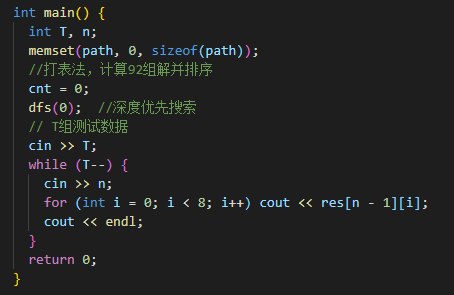 int main() {
int T, n;
memset(path, 0, sizeof(path));
//打表法，计算92组解并排序
cnt = 0;
dfs(0);  //深度优先搜索
// T组测试数据
cin >> T;
while (T--) {
cin >> n;
for (int i = 0; i < 8; i++) cout << res[n - 1][i];
cout << endl;
}
return 0;
}